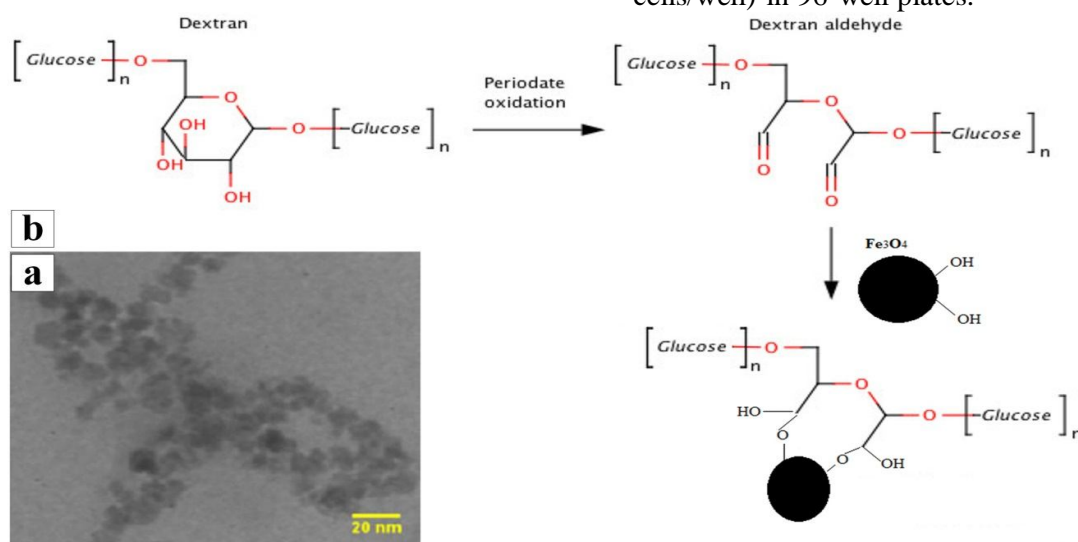 cells/well) in 96-well plates.
Dextran
Dextran aldehyde
[Glucose]n O
O
OH
OH
OH
O
[Glucose]n
Periodate
oxidation
[Glucose]n O
O
O
O
O
[Glucose]n
b
a
20 nm
Fe3O4
OH
OH
[Glucose]n O
O
O
[Glucose]n
HO
O
O
OH